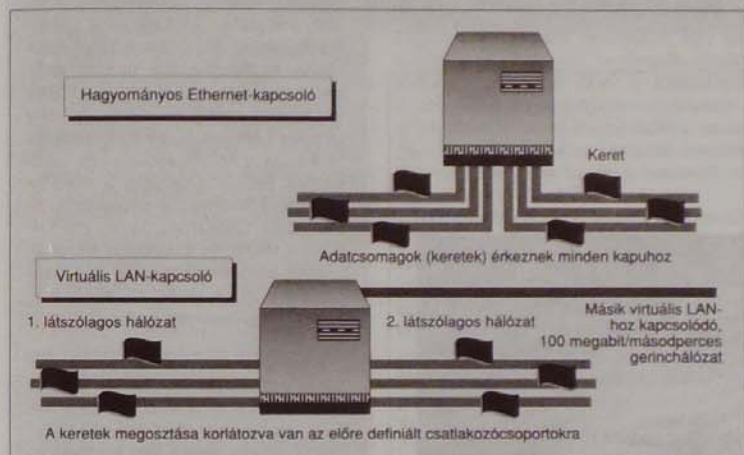 Hagyományos Ethernet-kapcsoló
Keret
Adatcsomagok (keretek) érkeznek minden kapuhoz
Virtuális LAN-kapcsoló
1. látszólagos hálózat
2. látszólagos hálózat
Másik virtuális LAN-
hoz kapcsolódó,
100 megabit/másodperces
gerinchálózat
A keretek megosztása korlátozva van az előre definiált csatlakozócsoportokra